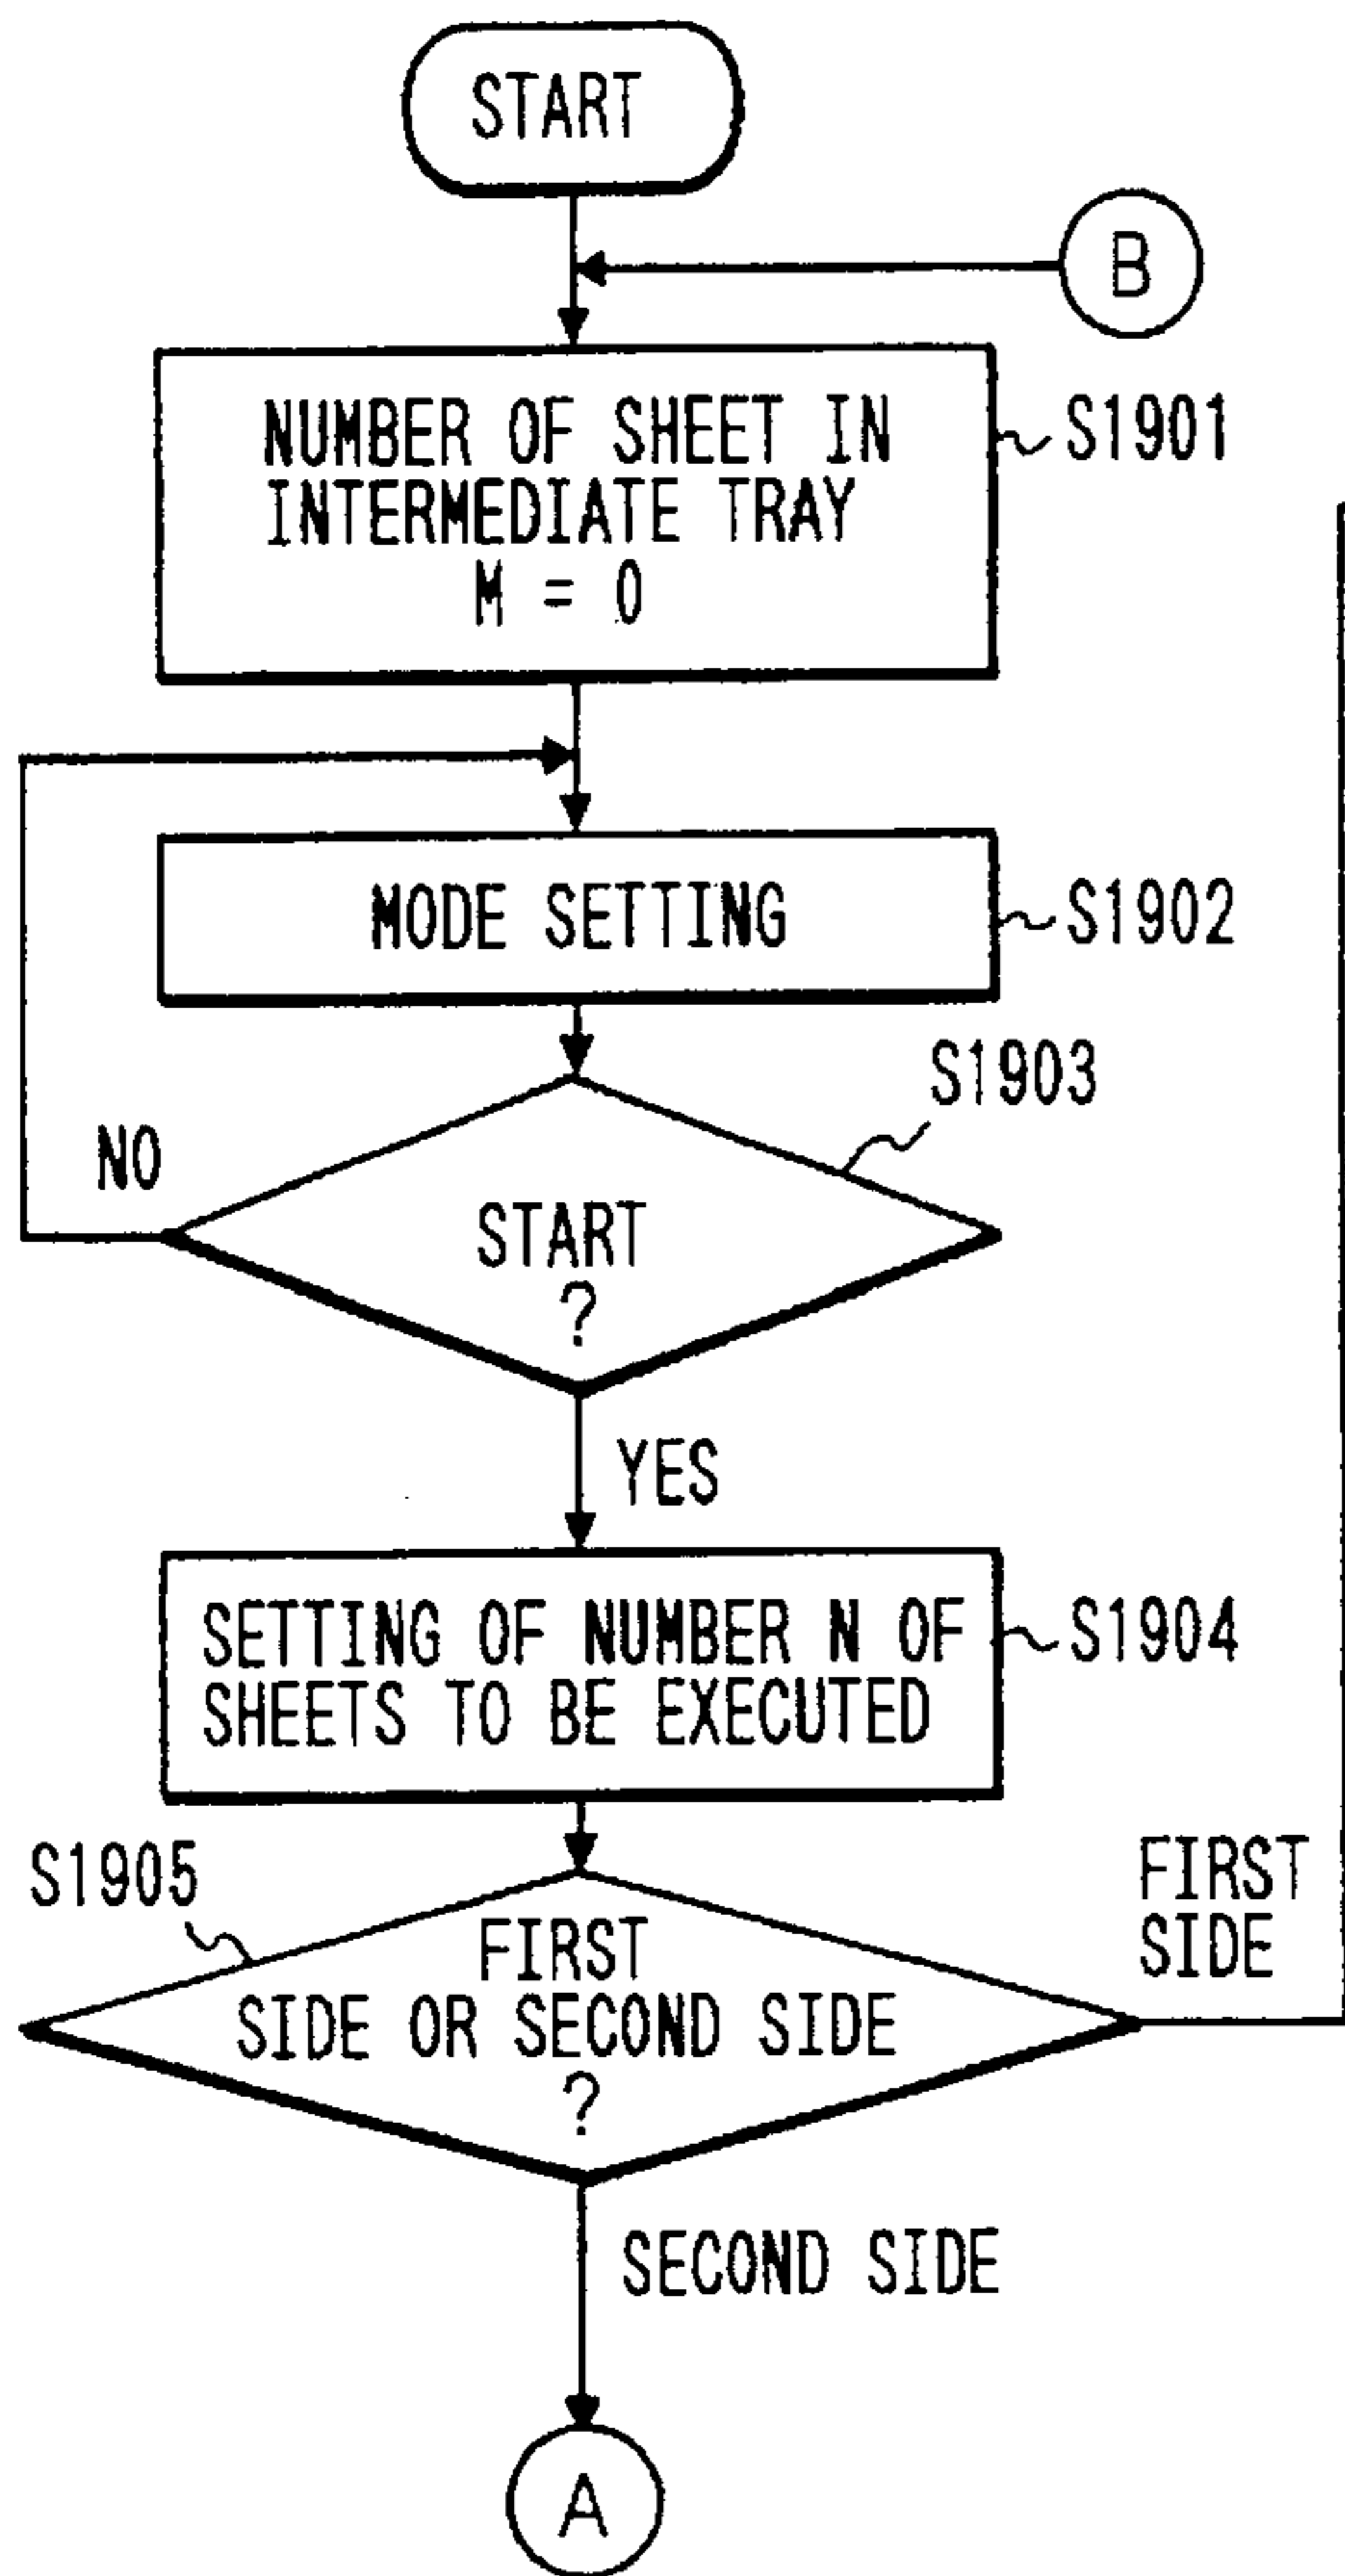 START
B
NUMBER OF SHEET IN
INTERMEDIATE TRAY
M = 0
S1901
MODE SETTING
S1902
S1903
NO
START
?
YES
SETTING OF NUMBER N OF
SHEETS TO BE EXECUTED
S1904
S1905
FIRST
SIDE OR SECOND SIDE
?
FIRST
SIDE
SECOND SIDE
A